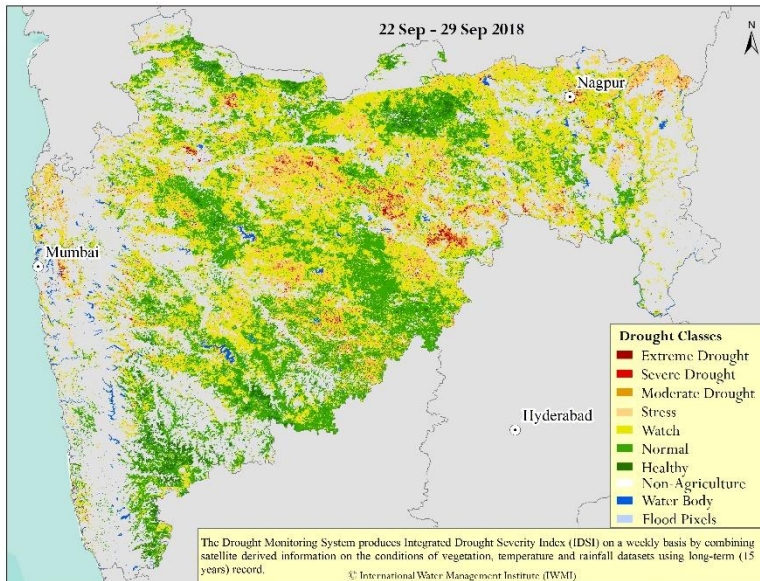 22 Sep - 29 Sep 2018
N
Nagpur
Mumbai
Hyderabad
Drought Classes
Extreme Drought
Severe Drought
Moderate Drought
Stress
Watch
Normal
Healthy
Non-Agriculture
Water Body
Flood Pixels
The Drought Monitoring System produces Integrated Drought Severity Index (IDSI) on a weekly basis by combining
satellite derived information on the conditions of vegetation, temperature and rainfall datasets using long-term (15
years) record.
© International Water Management Institute (IWMI)